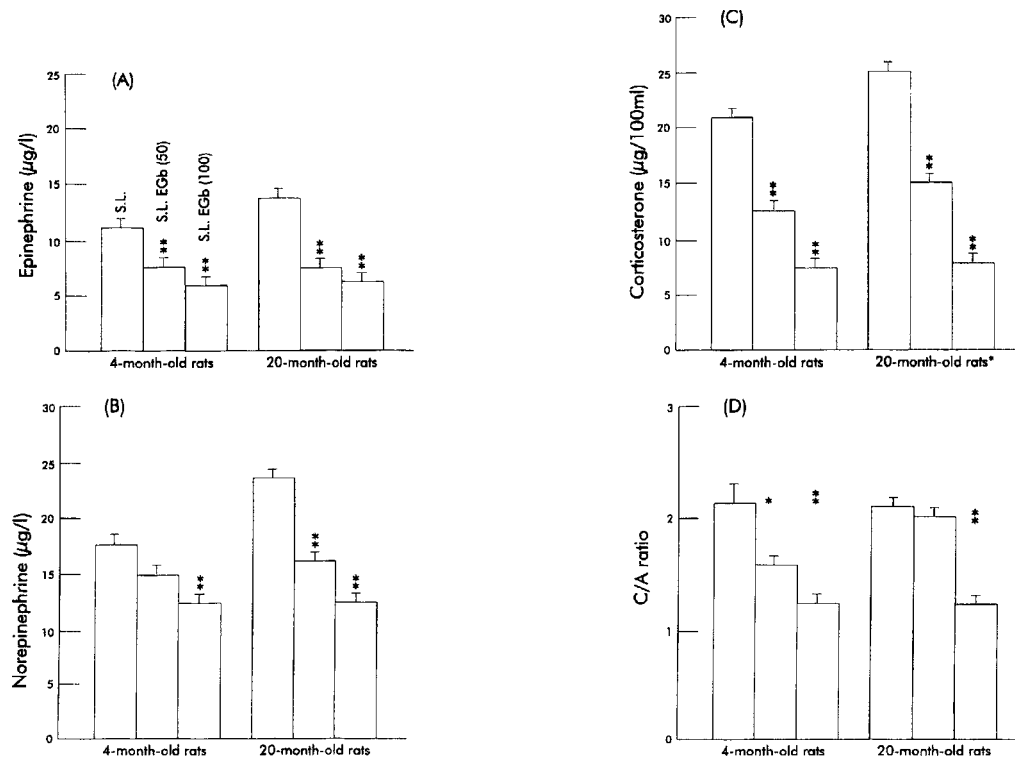 (A)
Epinephrine (µg/l)
25
20
15
10
5
0
S.L.
S.L. EGb (50)
S.L. EGb (100)
**
**
**
**
4-month-old rats
20-month-old rats
(B)
Norepinephrine (µg/l)
30
25
20
15
10
5
0
**
**
**
4-month-old rats
20-month-old rats
(C)
Corticosterone (µg/100ml)
30
25
20
15
10
5
0
**
**
**
**
4-month-old rats
20-month-old rats*
(D)
C/A ratio
3
2
1
0
*
**
**
4-month-old rats
20-month-old rats